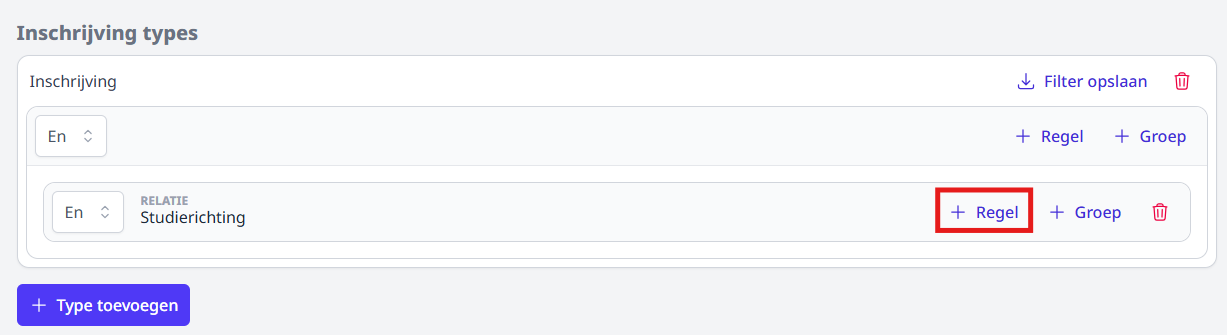 Inschrijving types
Inschrijving
Filter opslaan
En
Regel
Groep
En
RELATIE
Studierichting
Regel
Groep
Type toevoegen